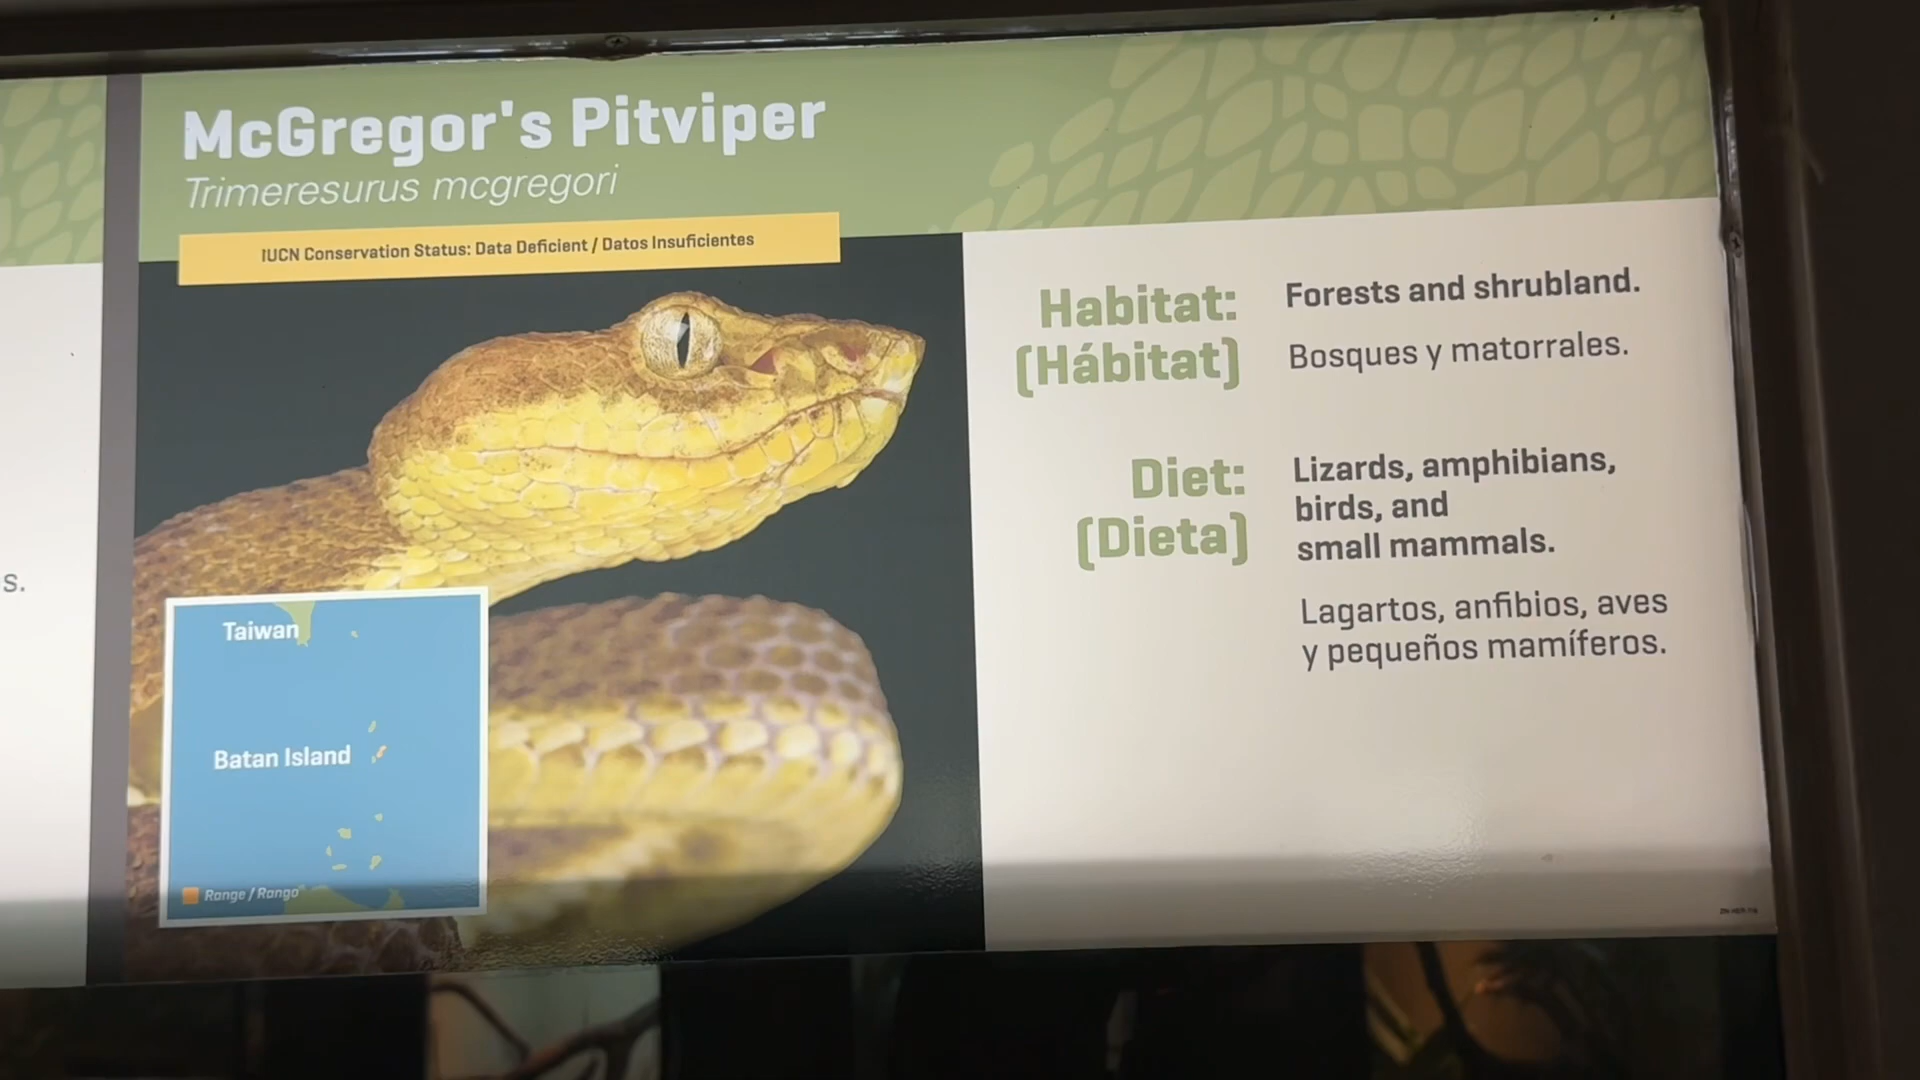 McGregor's Pitviper
Trimeresurus mcgregori
IUCN Conservation Status: Data Deficient / Datos Insuficientes
Habitat:
(Hábitat)
Forests and shrubland.
Bosques y matorrales.
Diet:
(Dieta)
Lizards, amphibians,
birds, and
small mammals.
Lagartos, anfibios, aves
y pequeños mamíferos.
s.
Taiwan
Batan Island
Range / Rango